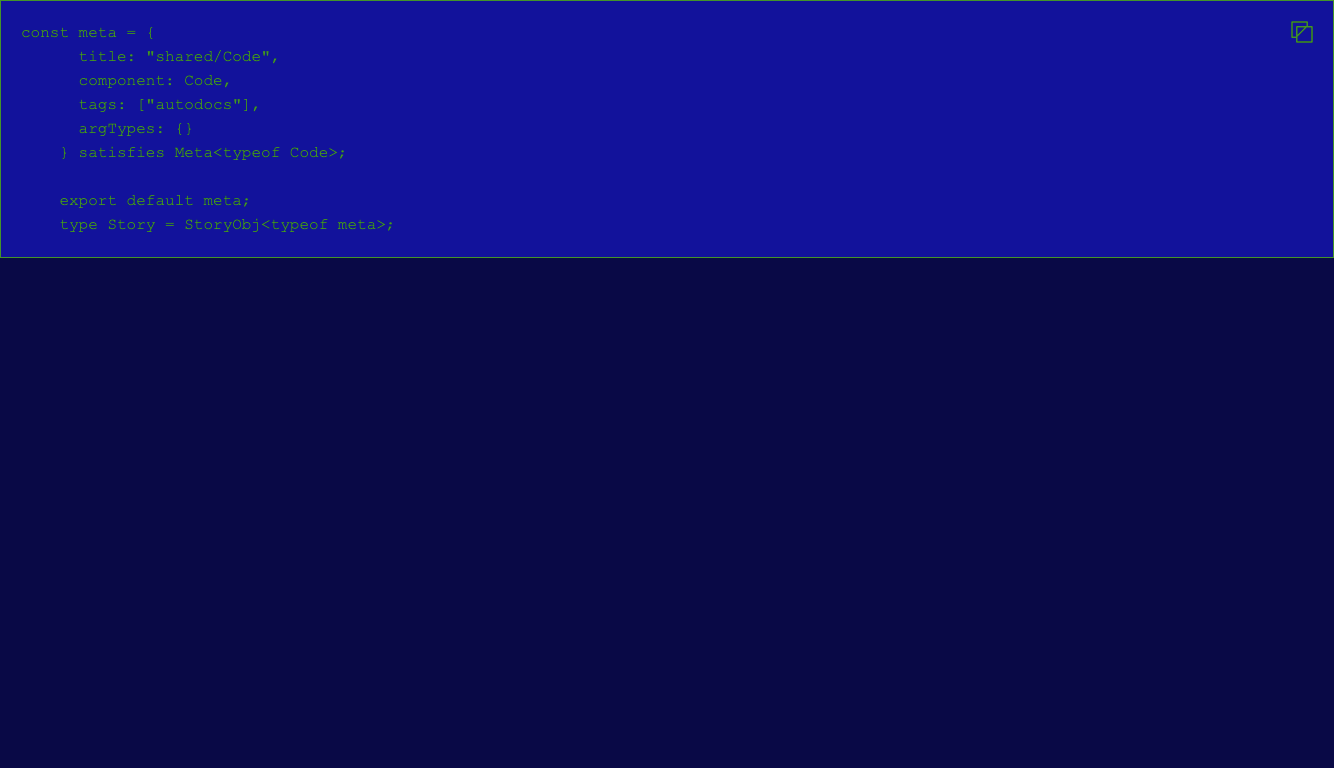 const meta = {
      title: "shared/Code",
      component: Code,
      tags: ["autodocs"],
      argTypes: {}
    } satisfies Meta<typeof Code>;

    export default meta;
    type Story = StoryObj<typeof meta>;